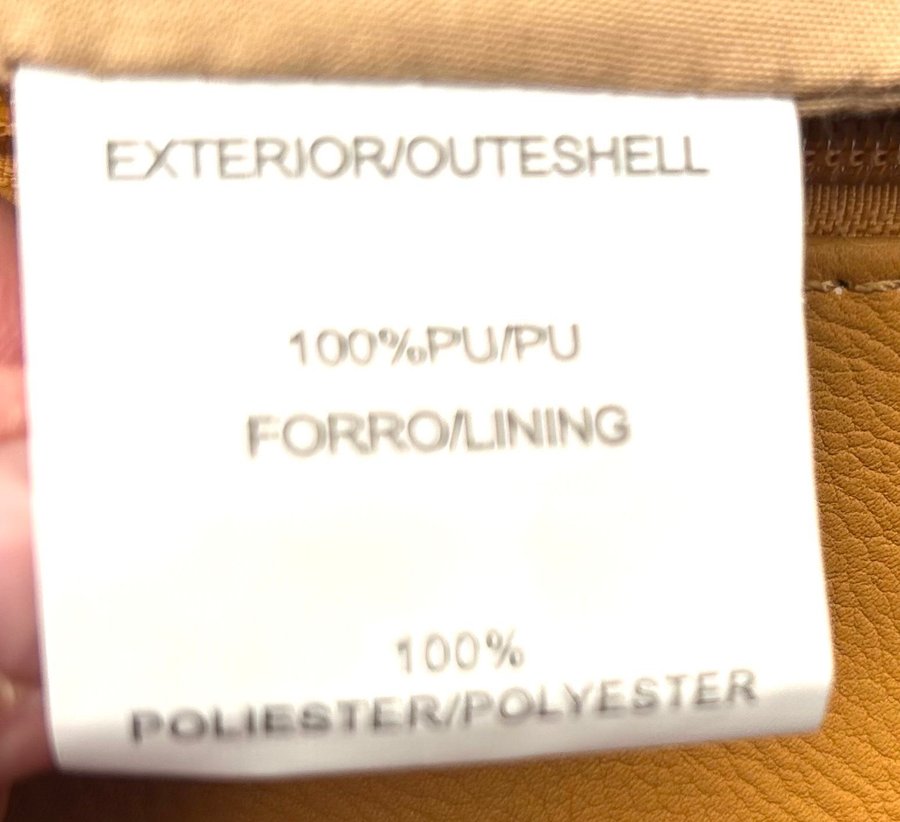 EXTERIOR/OUTESHELL
100%PU/PU
FORRO/LINING
100%
POLIESTER/POLYESTER